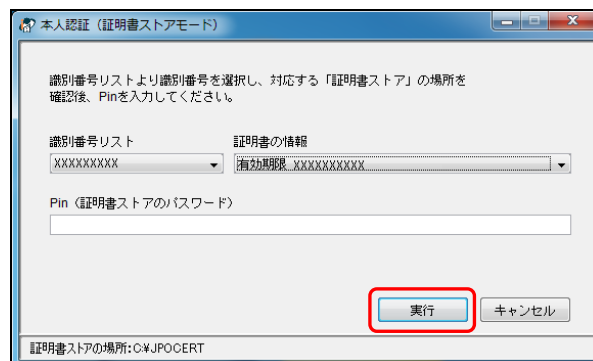 本人認証（証明書ストアモード）
識別番号リストより識別番号を選択し、対応する「証明書ストア」の場所を
確認後、Pinを入力してください。
識別番号リスト 証明書の情報
XXXXXXXXX 有効期限 XXXXXXXXXX
Pin（証明書ストアのパスワード）
実行 キャンセル
証明書ストアの場所:C:¥JPOCERT